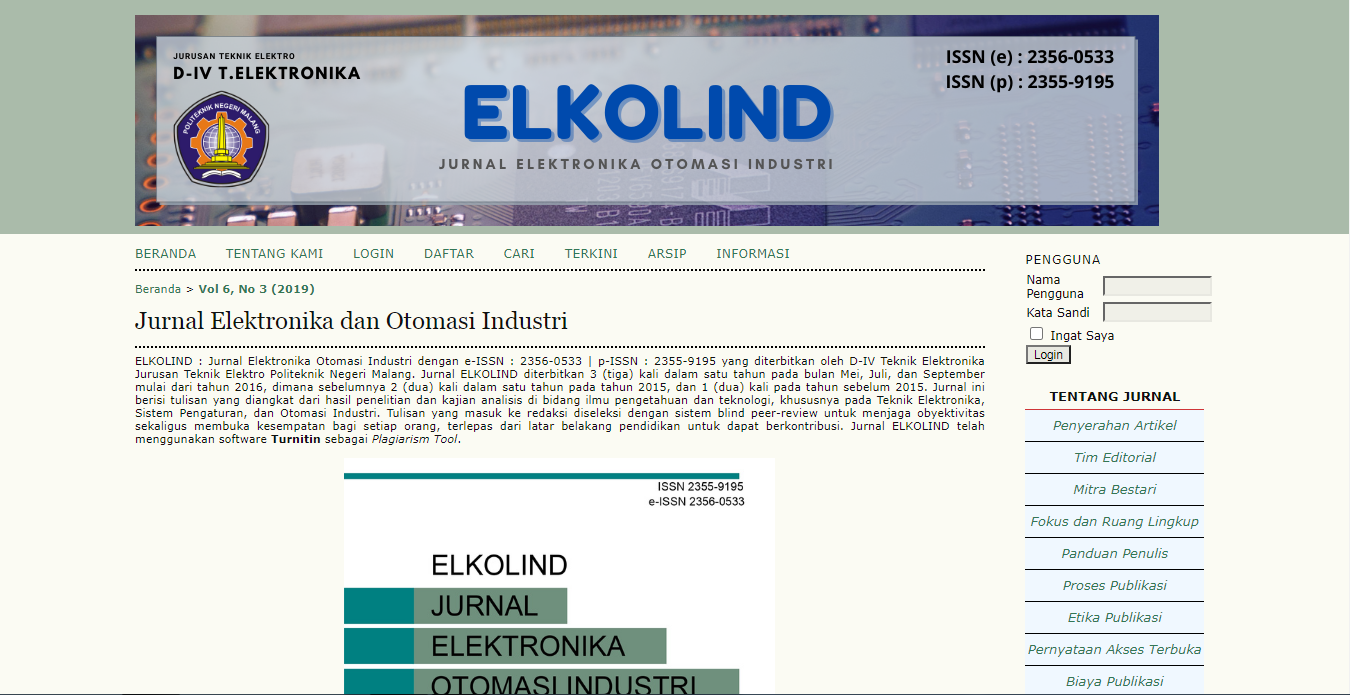 JURUSAN TEKNIK ELEKTRO
D-IV T.ELEKTRONIKA
POLITEKNIK NEGERI MALANG
ISSN (e) : 2356-0533
ISSN (p) : 2355-9195
ELKOLIND
JURNAL ELEKTRONIKA OTOMASI INDUSTRI
BERANDA TENTANG KAMI LOGIN DAFTAR CARI TERKINI ARSIP INFORMASI
Beranda > Vol 6, No 3 (2019)
Jurnal Elektronika dan Otomasi Industri
ELKOLIND : Jurnal Elektronika Otomasi Industri dengan e-ISSN : 2356-0533 | p-ISSN : 2355-9195 yang diterbitkan oleh D-IV Teknik Elektronika
Jurusan Teknik Elektro Politeknik Negeri Malang. Jurnal ELKOLIND diterbitkan 3 (tiga) kali dalam satu tahun pada bulan Mei, Juli, dan September
mulai dari tahun 2016, dimana sebelumnya 2 (dua) kali dalam satu tahun pada tahun 2015, dan 1 (dua) kali pada tahun sebelum 2015. Jurnal ini
berisi tulisan yang diangkat dari hasil penelitian dan kajian analisis di bidang ilmu pengetahuan dan teknologi, khususnya pada Teknik Elektronika,
Sistem Pengaturan, dan Otomasi Industri. Tulisan yang masuk ke redaksi diseleksi dengan sistem blind peer-review untuk menjaga obyektivitas
sekaligus membuka kesempatan bagi setiap orang, terlepas dari latar belakang pendidikan untuk dapat berkontribusi. Jurnal ELKOLIND telah
menggunakan software Turnitin sebagai Plagiarism Tool.
ISSN 2355-9195
e-ISSN 2356-0533
ELKOLIND
JURNAL
ELEKTRONIKA
OTOMASI INDUSTRI
PENGGUNA
Nama
Pengguna
Kata Sandi
Ingat Saya
Login
TENTANG JURNAL
Penyerahan Artikel
Tim Editorial
Mitra Bestari
Fokus dan Ruang Lingkup
Panduan Penulis
Proses Publikasi
Etika Publikasi
Pernyataan Akses Terbuka
Biaya Publikasi